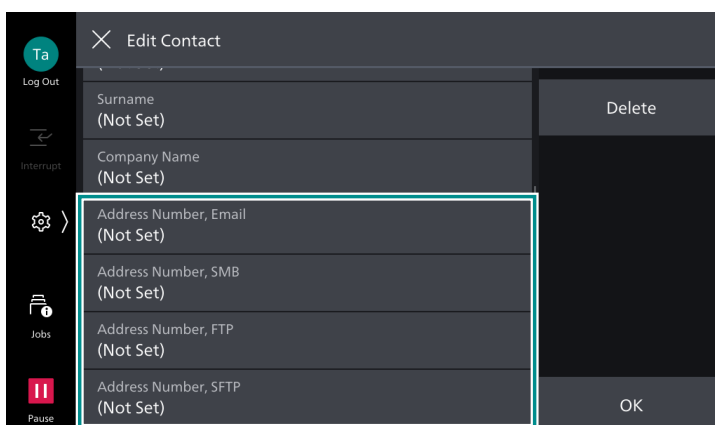 Ta
Log Out
Interrupt
Jobs
Pause
Edit Contact
Surname
(Not Set)
Company Name
(Not Set)
Address Number, Email
(Not Set)
Address Number, SMB
(Not Set)
Address Number, FTP
(Not Set)
Address Number, SFTP
(Not Set)
Delete
OK